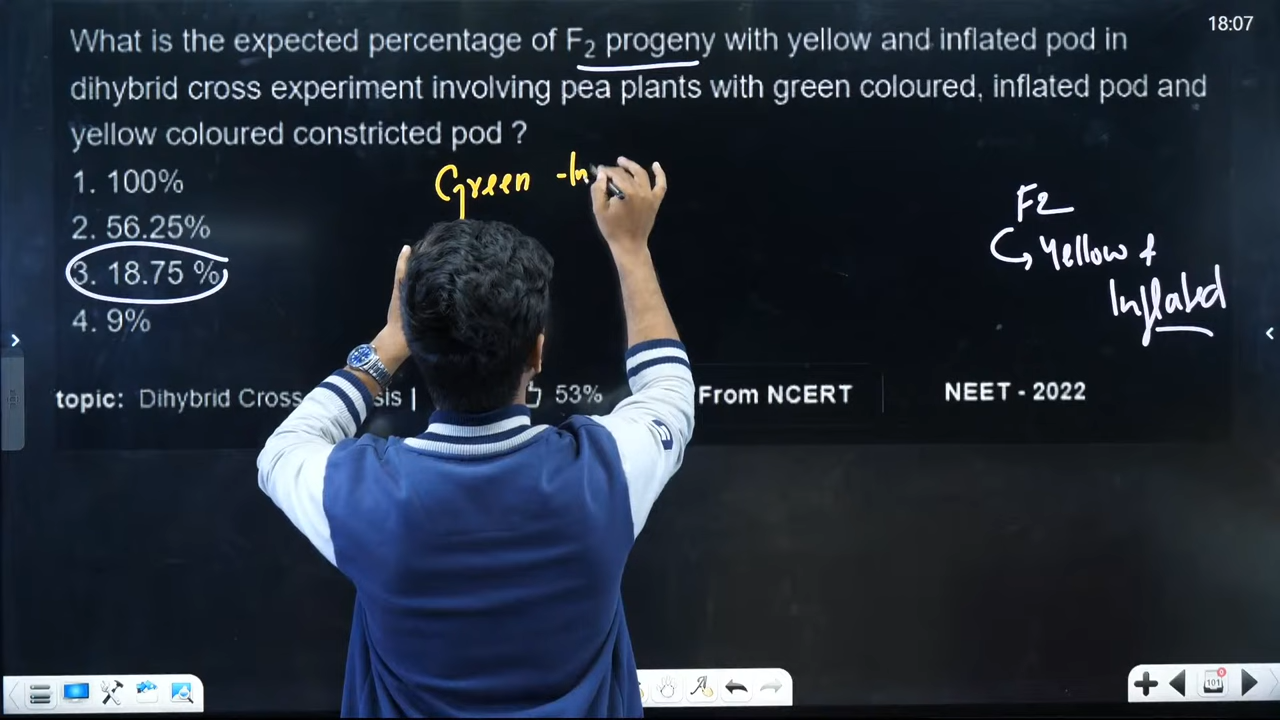 18:07
What is the expected percentage of F₂ progeny with yellow and inflated pod in
dihybrid cross experiment involving pea plants with green coloured, inflated pod and
yellow coloured constricted pod ?
1. 100%
2. 56.25%
3. 18.75 %
4. 9%
Green - In
F2
Yellow +
Inflated
topic: Dihybrid Cross
sis |
53%
From NCERT
NEET - 2022
101